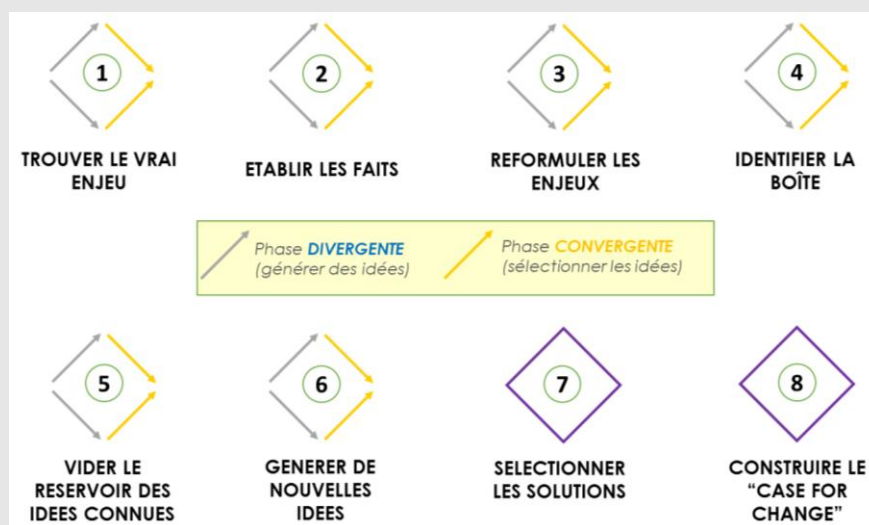 1
TROUVER LE VRAI
ENJEU
2
ETABLIR LES FAITS
3
REFORMULER LES
ENJEUX
4
IDENTIFIER LA
BOÎTE
Phase DIVERGENTE
(générer des idées)
Phase CONVERGENTE
(sélectionner les idées)
5
VIDER LE
RESERVOIR DES
IDEES CONNUES
6
GENERER DE
NOUVELLES
IDEES
7
SELECTIONNER
LES SOLUTIONS
8
CONSTRUIRE LE
“CASE FOR
CHANGE”